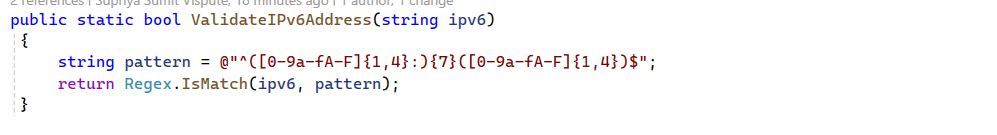 2 references | Supriya Sumit Vispute, 18 minutes ago | 1 author, 1 change
public static bool ValidateIPv6Address(string ipv6)
{
string pattern = @"^([0-9a-fA-F]{1,4}:){7}([0-9a-fA-F]{1,4})$";
return Regex.IsMatch(ipv6, pattern);
}